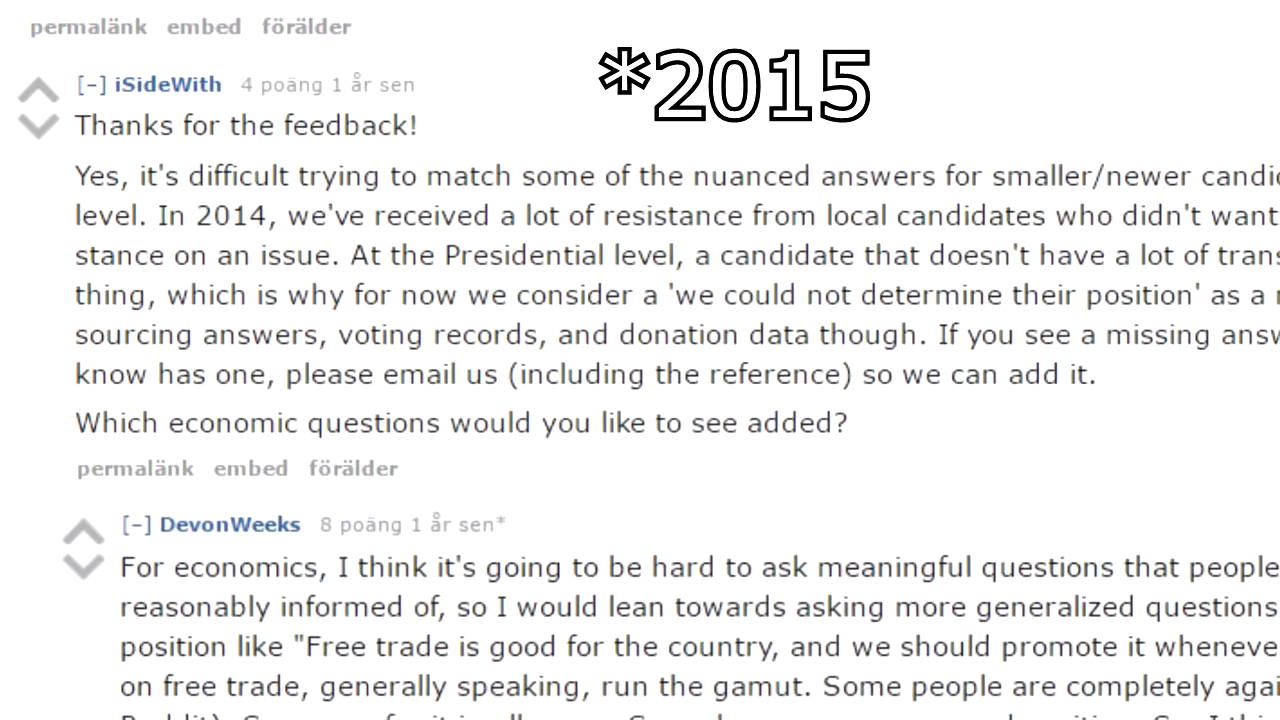 permalänk embed förälder
*2015
[–] iSideWith 4 poäng 1 år sen
Thanks for the feedback!
Yes, it's difficult trying to match some of the nuanced answers for smaller/newer
level. In 2014, we've received a lot of resistance from local candidates who didn't want
stance on an issue. At the Presidential level, a candidate that doesn't have a lot of
thing, which is why for now we consider a 'we could not determine their position' as a
sourcing answers, voting records, and donation data though. If you see a missing
know has one, please email us (including the reference) so we can add it.
Which economic questions would you like to see added?
permalänk embed förälder
[–] DevonWeeks 8 poäng 1 år sen*
For economics, I think it's going to be hard to ask meaningful questions that people
reasonably informed of, so I would lean towards asking more generalized questions
position like "Free trade is good for the country, and we should promote it
on free trade, generally speaking, run the gamut. Some people are completely